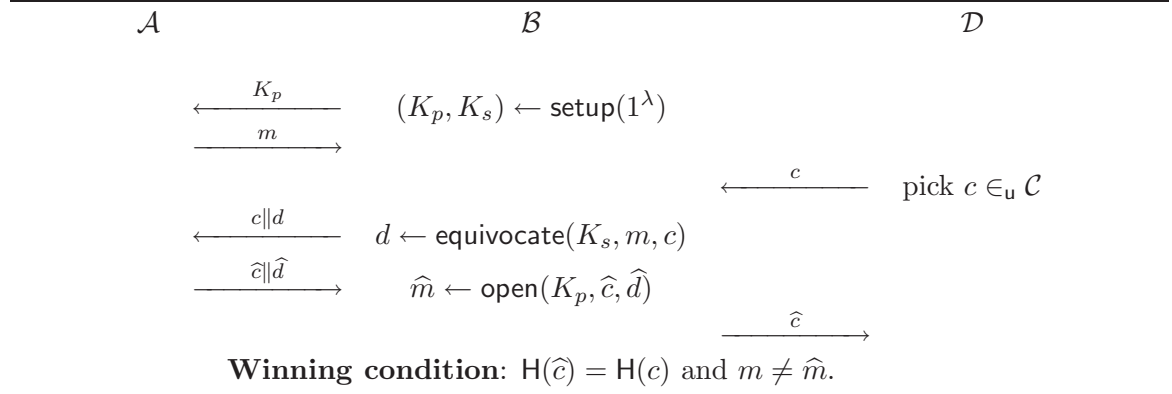 𝒜 ℬ 𝒟
K_p (K_p, K_s) ← setup(1^λ)
m
c pick c ∈_u 𝒞
c∥d d ← equivocate(K_s, m, c)
ĉ∥d̂ m̂ ← open(K_p, ĉ, d̂)
ĉ
Winning condition: H(ĉ) = H(c) and m ≠ m̂.